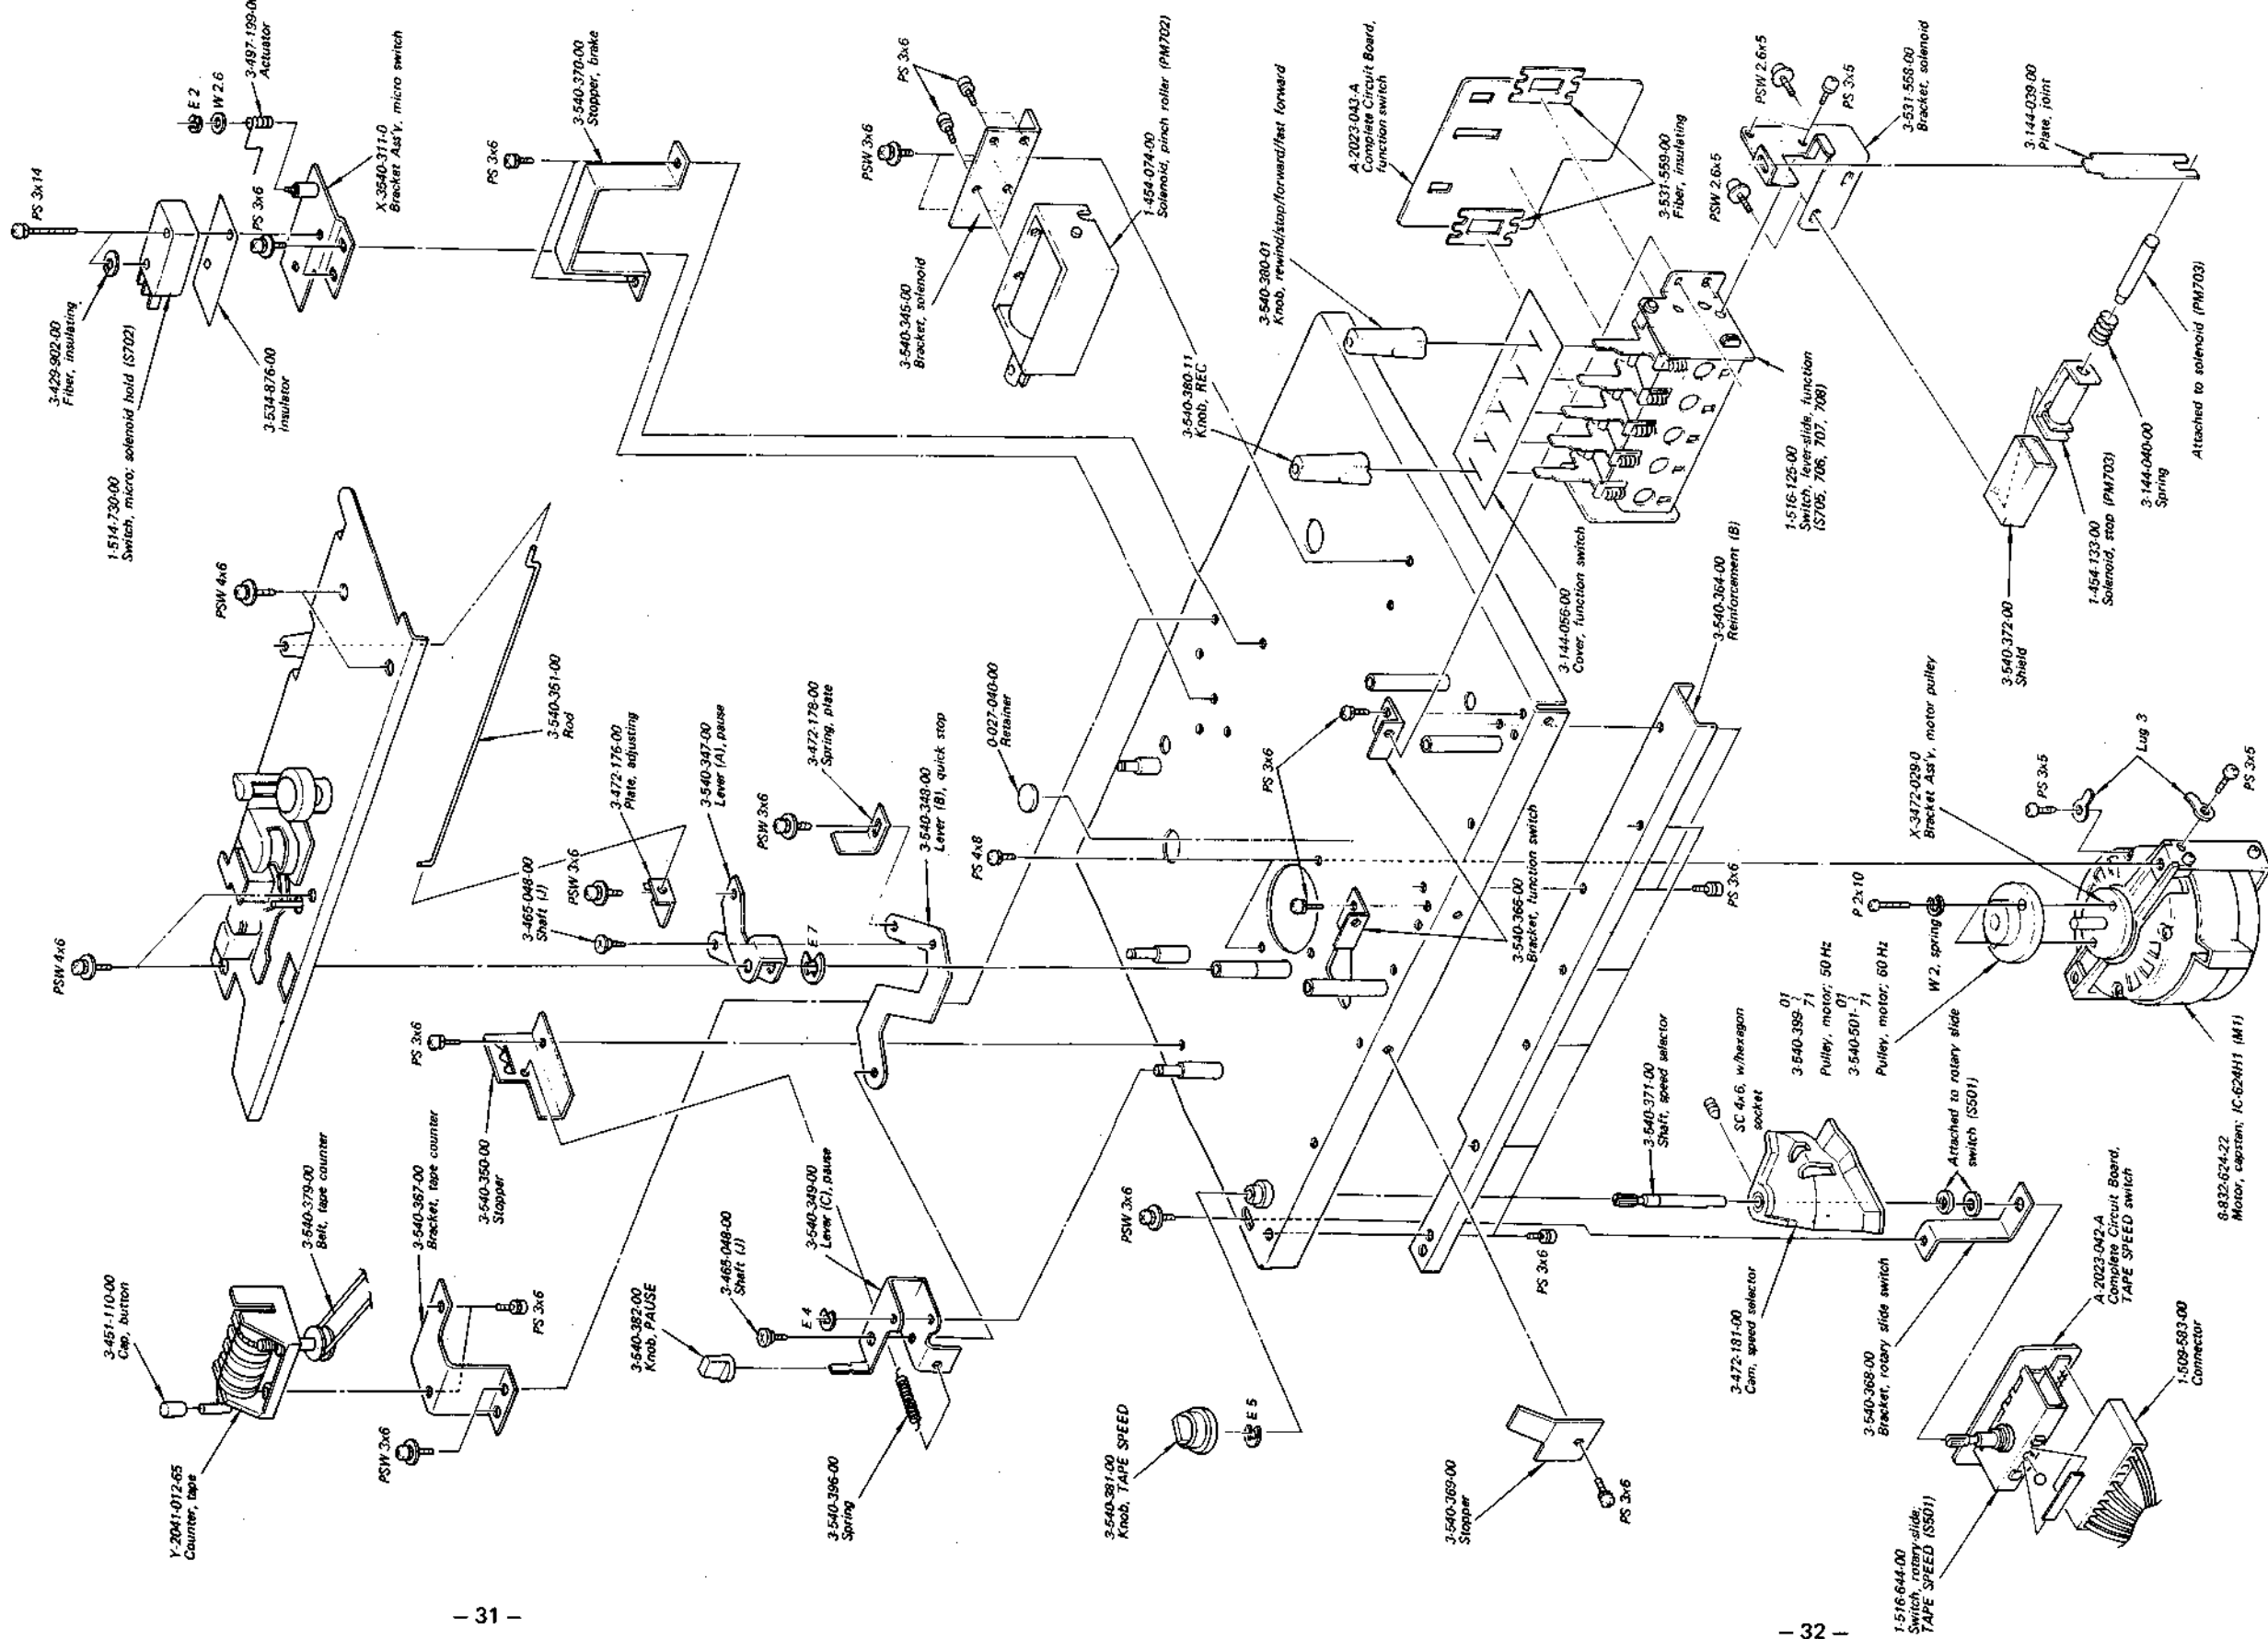 Y-2041-012-65
Counter, tape
3-451-110-00
Cap, button
3-540-379-00
Belt, tape counter
3-540-367-00
Bracket, tape counter
PS 3x6
PSW 3x6
3-540-350-00
Stopper
PS 3x6
PSW 4x6
PSW 4x6
1-514-730-00
Switch, micro; solenoid hold (S702)
3-429-902-00
Fiber, insulating
3-534-876-00
Insulator
PS 3x14
E 2
W 2.6
3-497-199-0
Actuator
PS 3x6
X-3540-311-0
Bracket Ass'y, micro switch
3-540-351-00
Rod
3-472-176-00
Plate, adjusting
3-465-048-00
Shaft (J)
PSW 3x6
3-540-347-00
Lever (A), pause
E 7
PSW 3x6
3-472-178-00
Spring, plate
3-540-348-00
Lever (B), quick stop
PS 3x6
3-540-370-00
Stopper, brake
3-540-382-00
Knob, PAUSE
3-465-048-00
Shaft (J)
3-540-349-00
Lever (C), pause
E 4
3-540-396-00
Spring
0-027-040-00
Retainer
PS 4x8
PSW 3x6
PS 3x6
3-540-345-00
Bracket, solenoid
1-454-074-00
Solenoid, pinch roller (PM702)
3-540-381-00
Knob, TAPE SPEED
E 5
PSW 3x6
PS 3x6
3-540-366-00
Bracket, function switch
3-540-380-11
Knob, REC
3-540-380-01
Knob, rewind/stop/forward/fast forward
A-2023-043-A
Complete Circuit Board,
function switch
3-531-559-00
Fiber, insulating
3-144-056-00
Cover, function switch
3-540-364-00
Reinforcement (B)
PS 3x6
PS 3x6
1-516-125-00
Switch, lever-slide, function
(S705, 706, 707, 708)
PSW 2.6x5
PSW 2.6x5
PS 3x5
3-531-558-00
Bracket, solenoid
3-144-039-00
Plate, joint
3-540-372-00
Shield
1-454-133-00
Solenoid, stop (PM703)
3-144-040-00
Spring
Attached to solenoid (PM703)
3-540-369-00
Stopper
PS 3x6
3-540-371-00
Shaft, speed selector
SC 4x6, w/hexagon
socket
3-472-181-00
Cam, speed selector
3-540-368-00
Bracket, rotary slide switch
Attached to rotary slide
switch (S501)
A-2023-042-A
Complete Circuit Board,
TAPE SPEED switch
1-509-583-00
Connector
1-516-644-00
Switch, rotary-slide;
TAPE SPEED (S501)
3-540-399- 01 ~ 71
Pulley, motor; 50 Hz
3-540-501- 01 ~ 71
Pulley, motor; 60 Hz
W 2, spring
P 2x10
X-3472-029-0
Bracket Ass'y, motor pulley
PS 3x5
Lug 3
PS 3x5
8-832-624-22
Motor, capstan; IC-624H1 (M1)
– 31 –
– 32 –